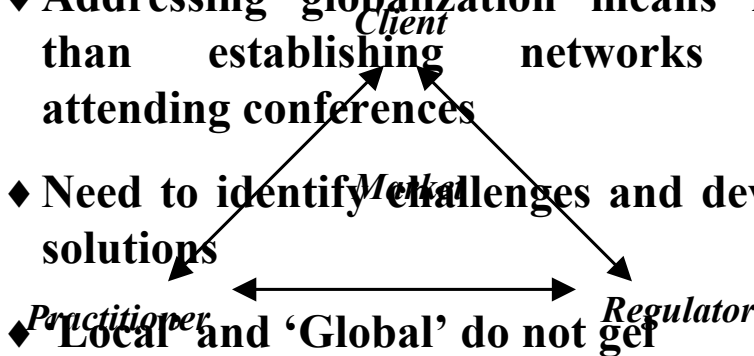 ♦ Addressing globalization means
Client
than establishing networks
attending conferences
Market
♦ Need to identify challenges and dev
solutions
Practitioner
Regulator
♦ ‘Local’ and ‘Global’ do not gel